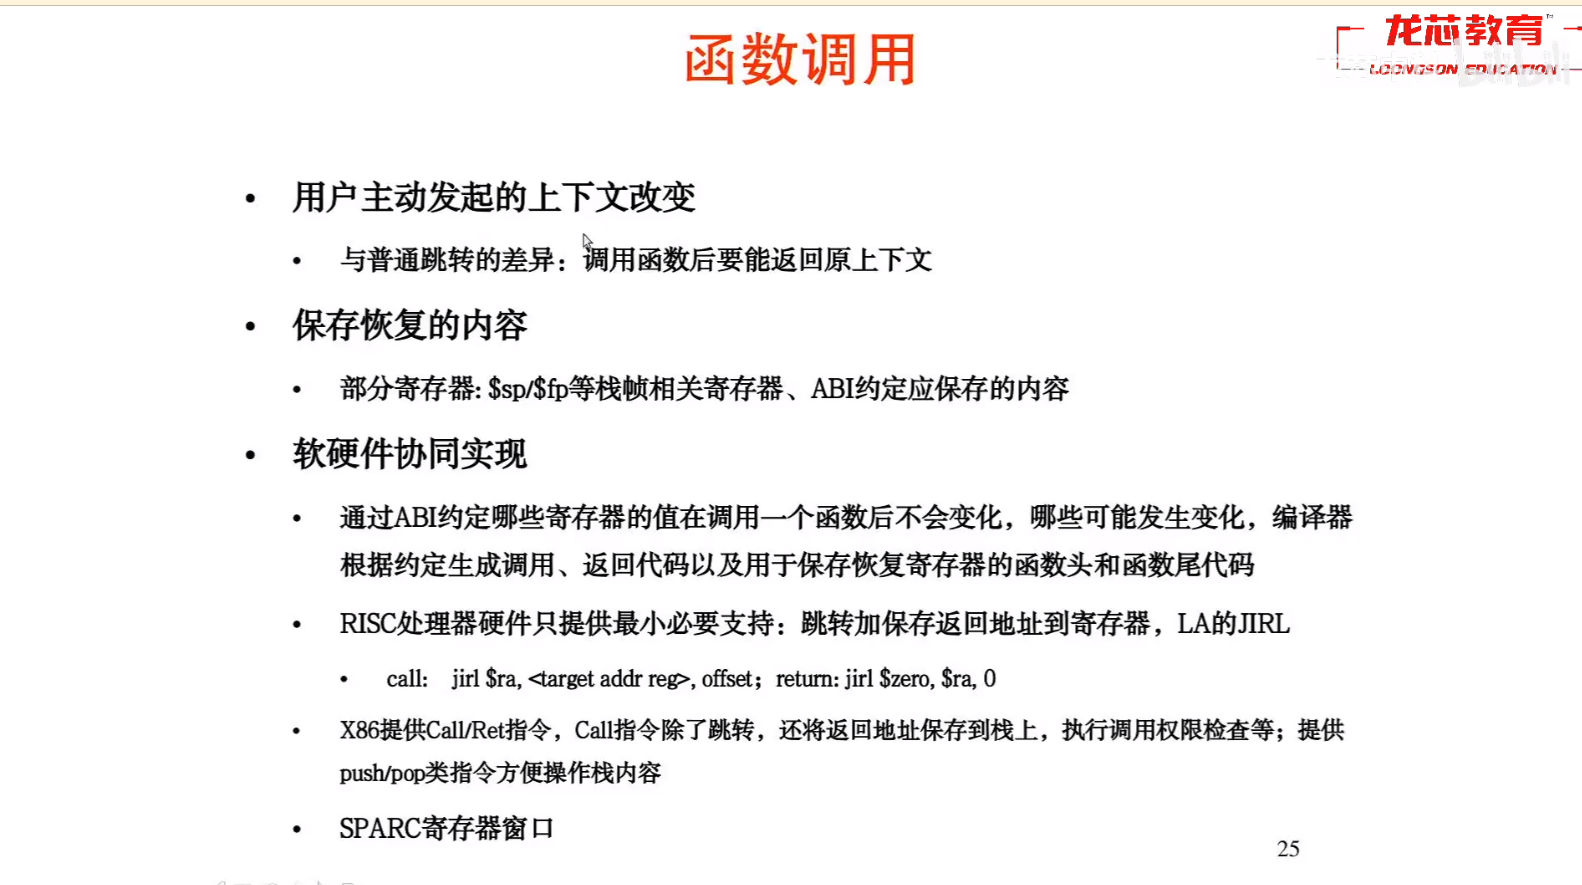 函数调用
龙芯教育
LOONGSON EDUCATION
• 用户主动发起的上下文改变
• 与普通跳转的差异：调用函数后要能返回原上下文
• 保存恢复的内容
• 部分寄存器: $sp/$fp等栈帧相关寄存器、ABI约定应保存的内容
• 软硬件协同实现
• 通过ABI约定哪些寄存器的值在调用一个函数后不会变化，哪些可能发生变化，编译器
根据约定生成调用、返回代码以及用于保存恢复寄存器的函数头和函数尾代码
• RISC处理器硬件只提供最小必要支持：跳转加保存返回地址到寄存器，LA的JIRL
• call: jirl $ra, <target addr reg>, offset；return: jirl $zero, $ra, 0
• X86提供Call/Ret指令，Call指令除了跳转，还将返回地址保存到栈上，执行调用权限检查等；提供
push/pop类指令方便操作栈内容
• SPARC寄存器窗口
25